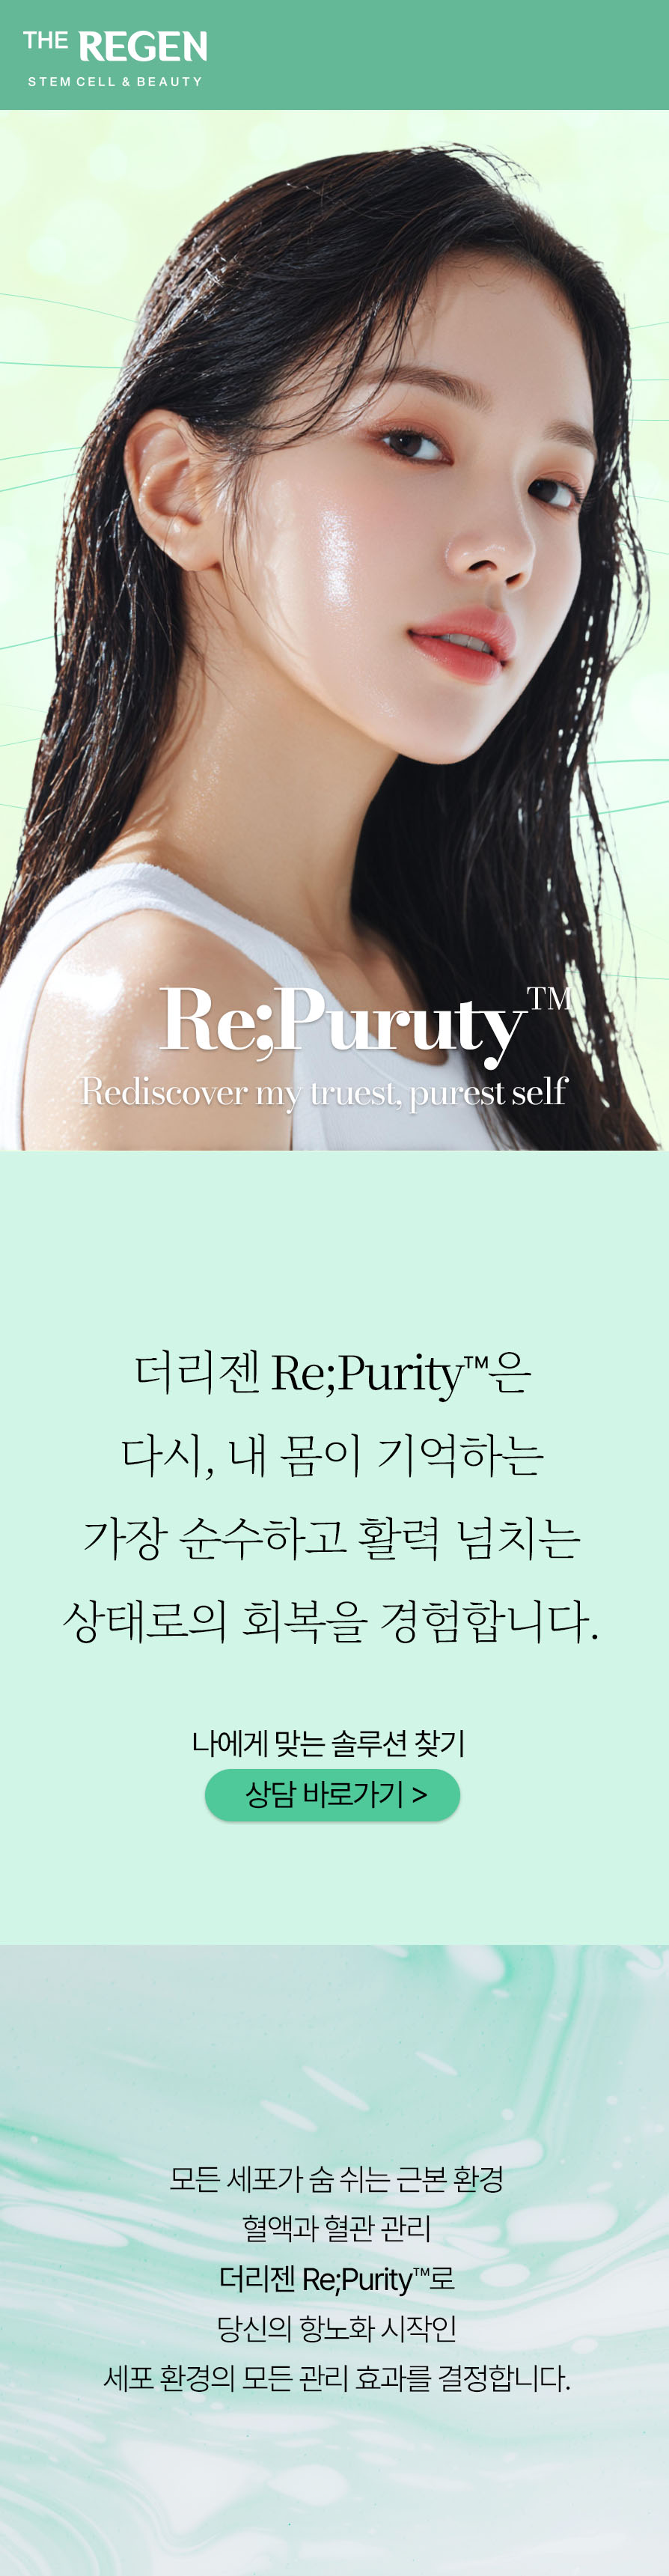 THE REGEN
STEM CELL & BEAUTY
Re;Puruty™
Rediscover my truest, purest self
더리젠 Re;Purity™은
다시, 내 몸이 기억하는
가장 순수하고 활력 넘치는
상태로의 회복을 경험합니다.
나에게 맞는 솔루션 찾기
상담 바로가기 >
모든 세포가 숨 쉬는 근본 환경
혈액과 혈관 관리
더리젠 Re;Purity™로
당신의 항노화 시작인
세포 환경의 모든 관리 효과를 결정합니다.